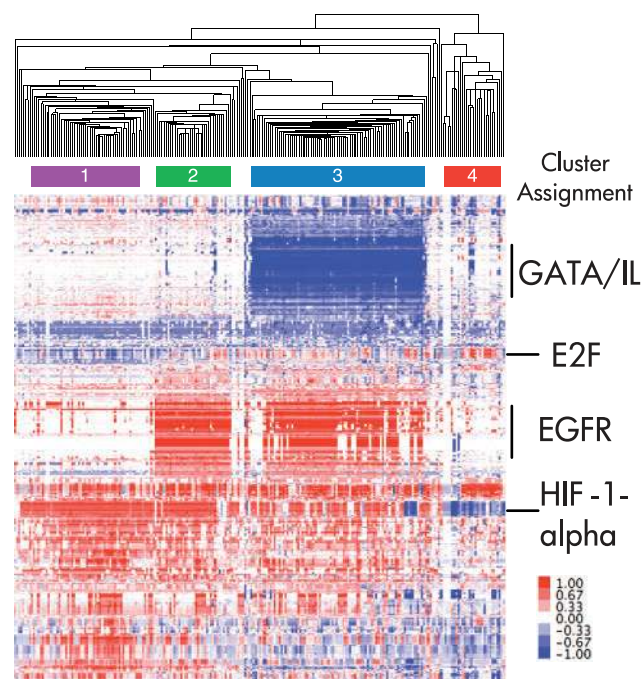 1 2 3 4
Cluster
Assignment
GATA/IL
E2F
EGFR
HIF -1-
alpha
1.00
0.67
0.33
0.00
-0.33
-0.67
-1.00